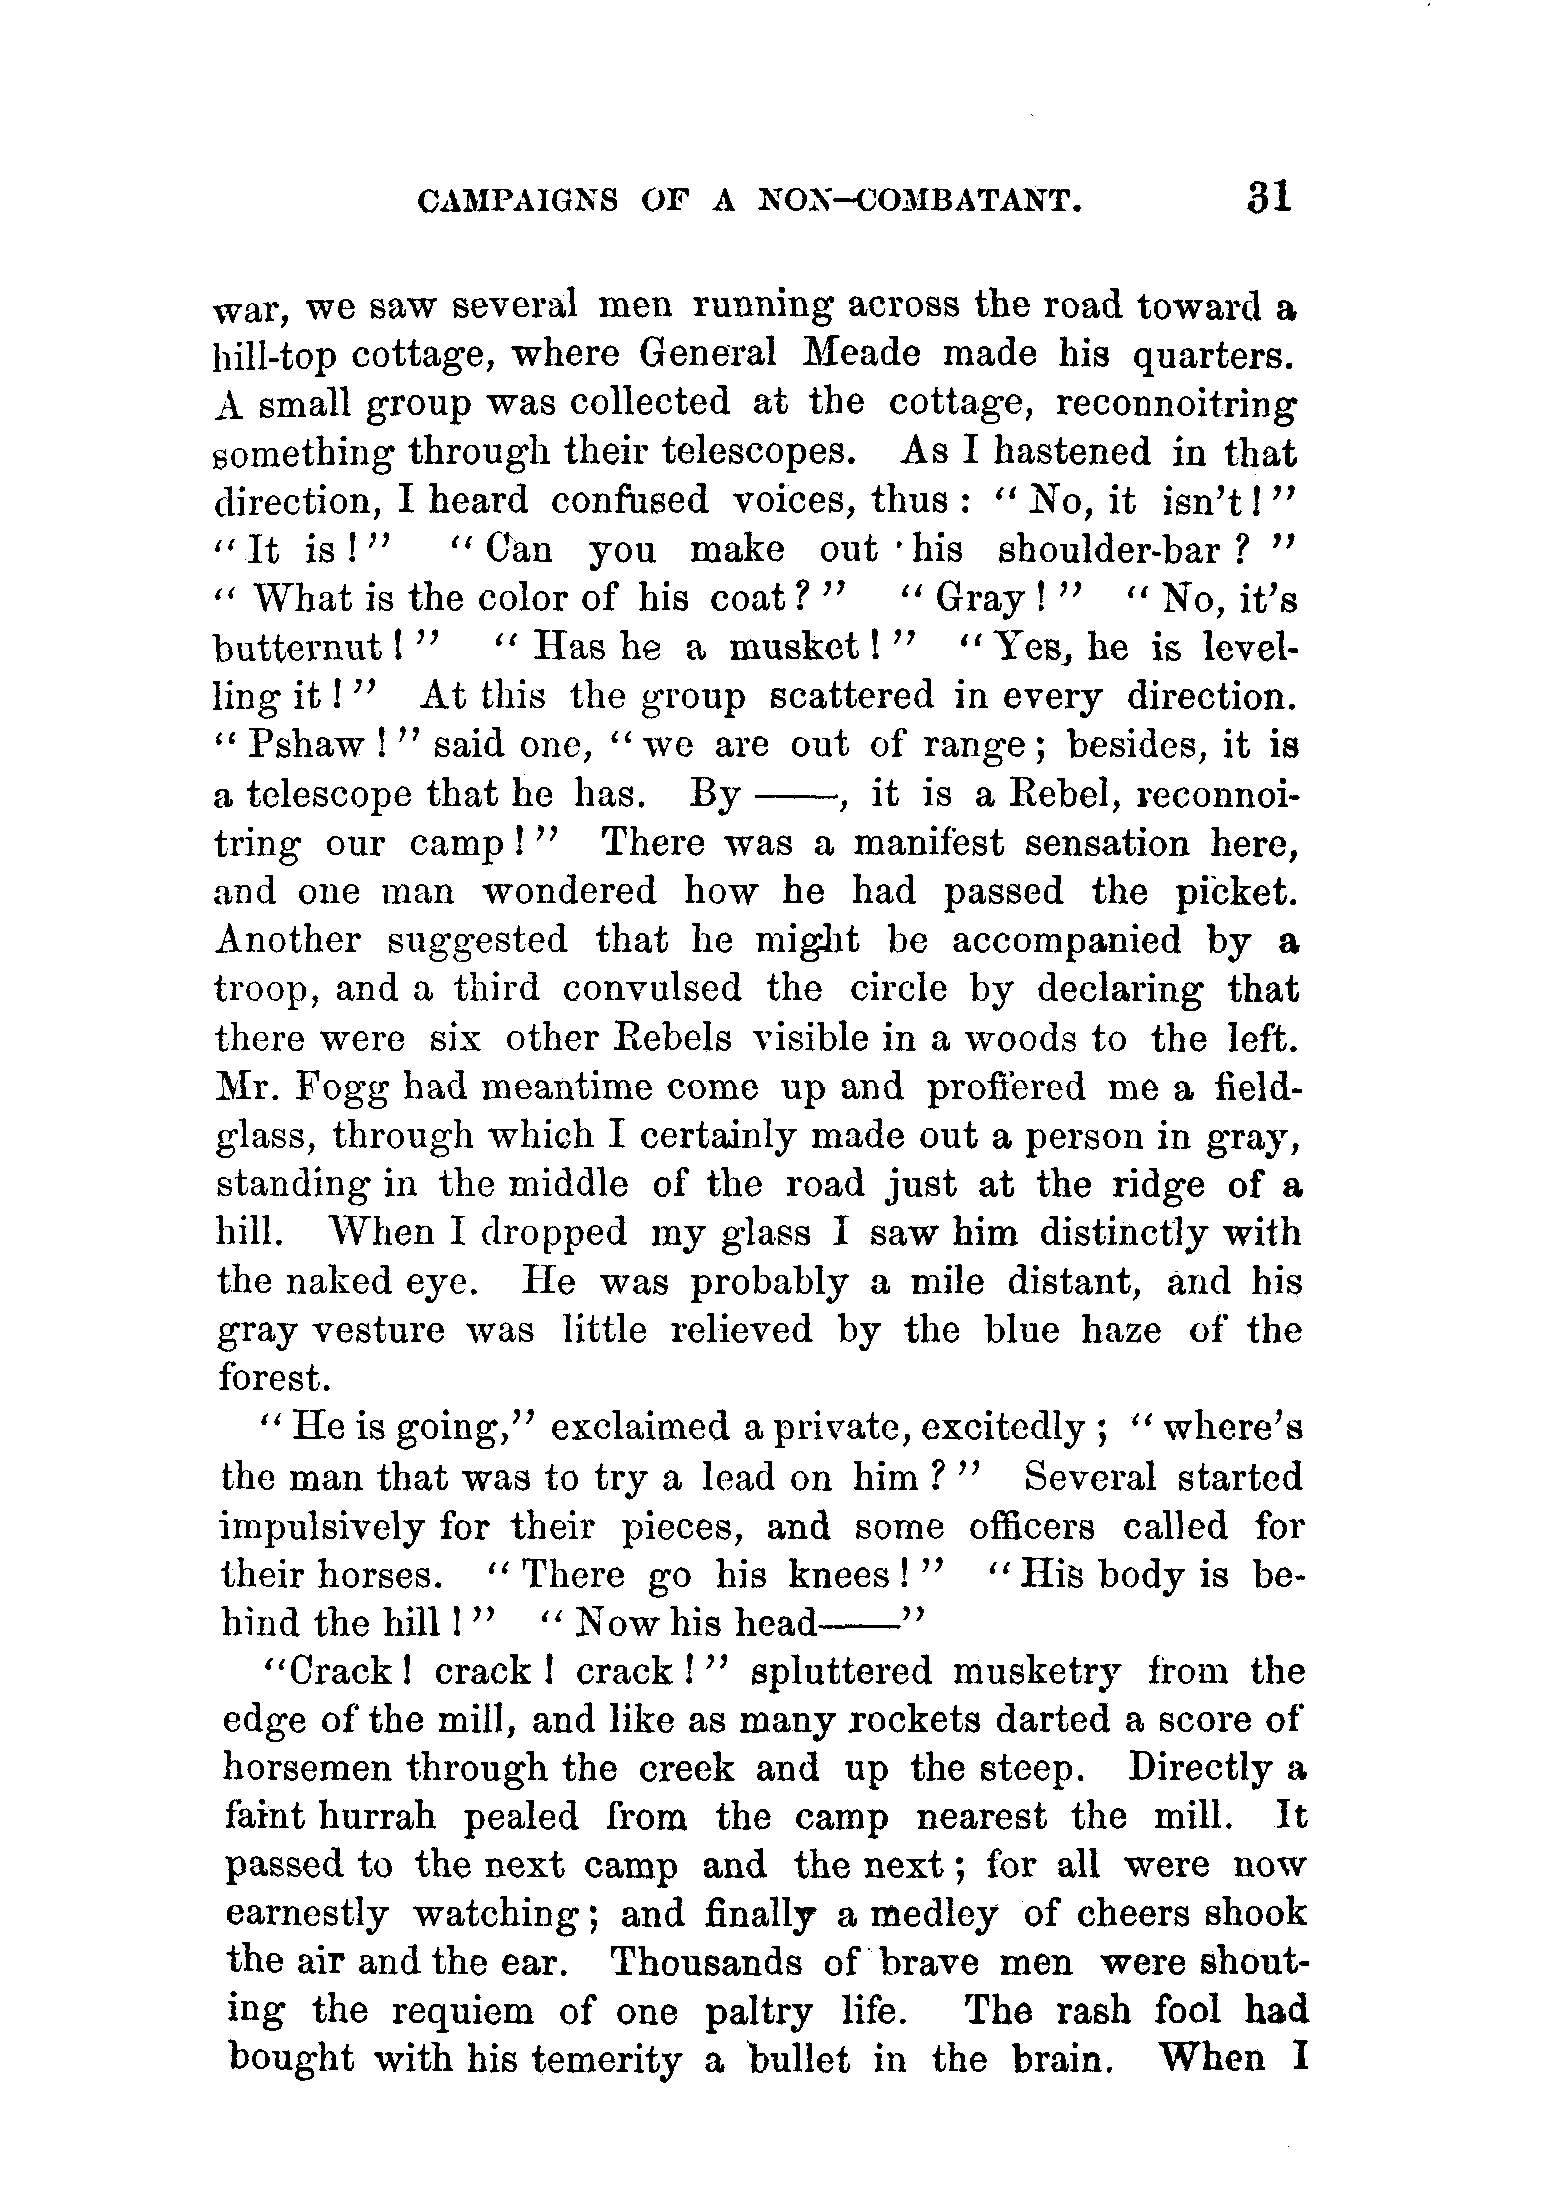 CAMPAIGNS OF A NON-COMBATANT. 31
war, we saw several men running across the road toward a
hill-top cottage, where General Meade made his quarters.
A small group was collected at the cottage, reconnoitring
something through their telescopes. As I hastened in that
direction, I heard confused voices, thus: "No, it isn't!"
"It is!" "Can you make out his shoulder-bar?"
"What is the color of his coat?" "Gray!" "No, it's
butternut!" "Has he a musket!" "Yes, he is level-
ling it!" At this the group scattered in every direction.
"Pshaw!" said one, "we are out of range; besides, it is
a telescope that he has. By ——, it is a Rebel, reconnoi-
tring our camp!" There was a manifest sensation here,
and one man wondered how he had passed the picket.
Another suggested that he might be accompanied by a
troop, and a third convulsed the circle by declaring that
there were six other Rebels visible in a woods to the left.
Mr. Fogg had meantime come up and proffered me a field-
glass, through which I certainly made out a person in gray,
standing in the middle of the road just at the ridge of a
hill. When I dropped my glass I saw him distinctly with
the naked eye. He was probably a mile distant, and his
gray vesture was little relieved by the blue haze of the
forest.
"He is going," exclaimed a private, excitedly; "where's
the man that was to try a lead on him?" Several started
impulsively for their pieces, and some officers called for
their horses. "There go his knees!" "His body is be-
hind the hill!" "Now his head——"
"Crack! crack! crack!" spluttered musketry from the
edge of the mill, and like as many rockets darted a score of
horsemen through the creek and up the steep. Directly a
faint hurrah pealed from the camp nearest the mill. It
passed to the next camp and the next; for all were now
earnestly watching; and finally a medley of cheers shook
the air and the ear. Thousands of brave men were shout-
ing the requiem of one paltry life. The rash fool had
bought with his temerity a bullet in the brain. When I